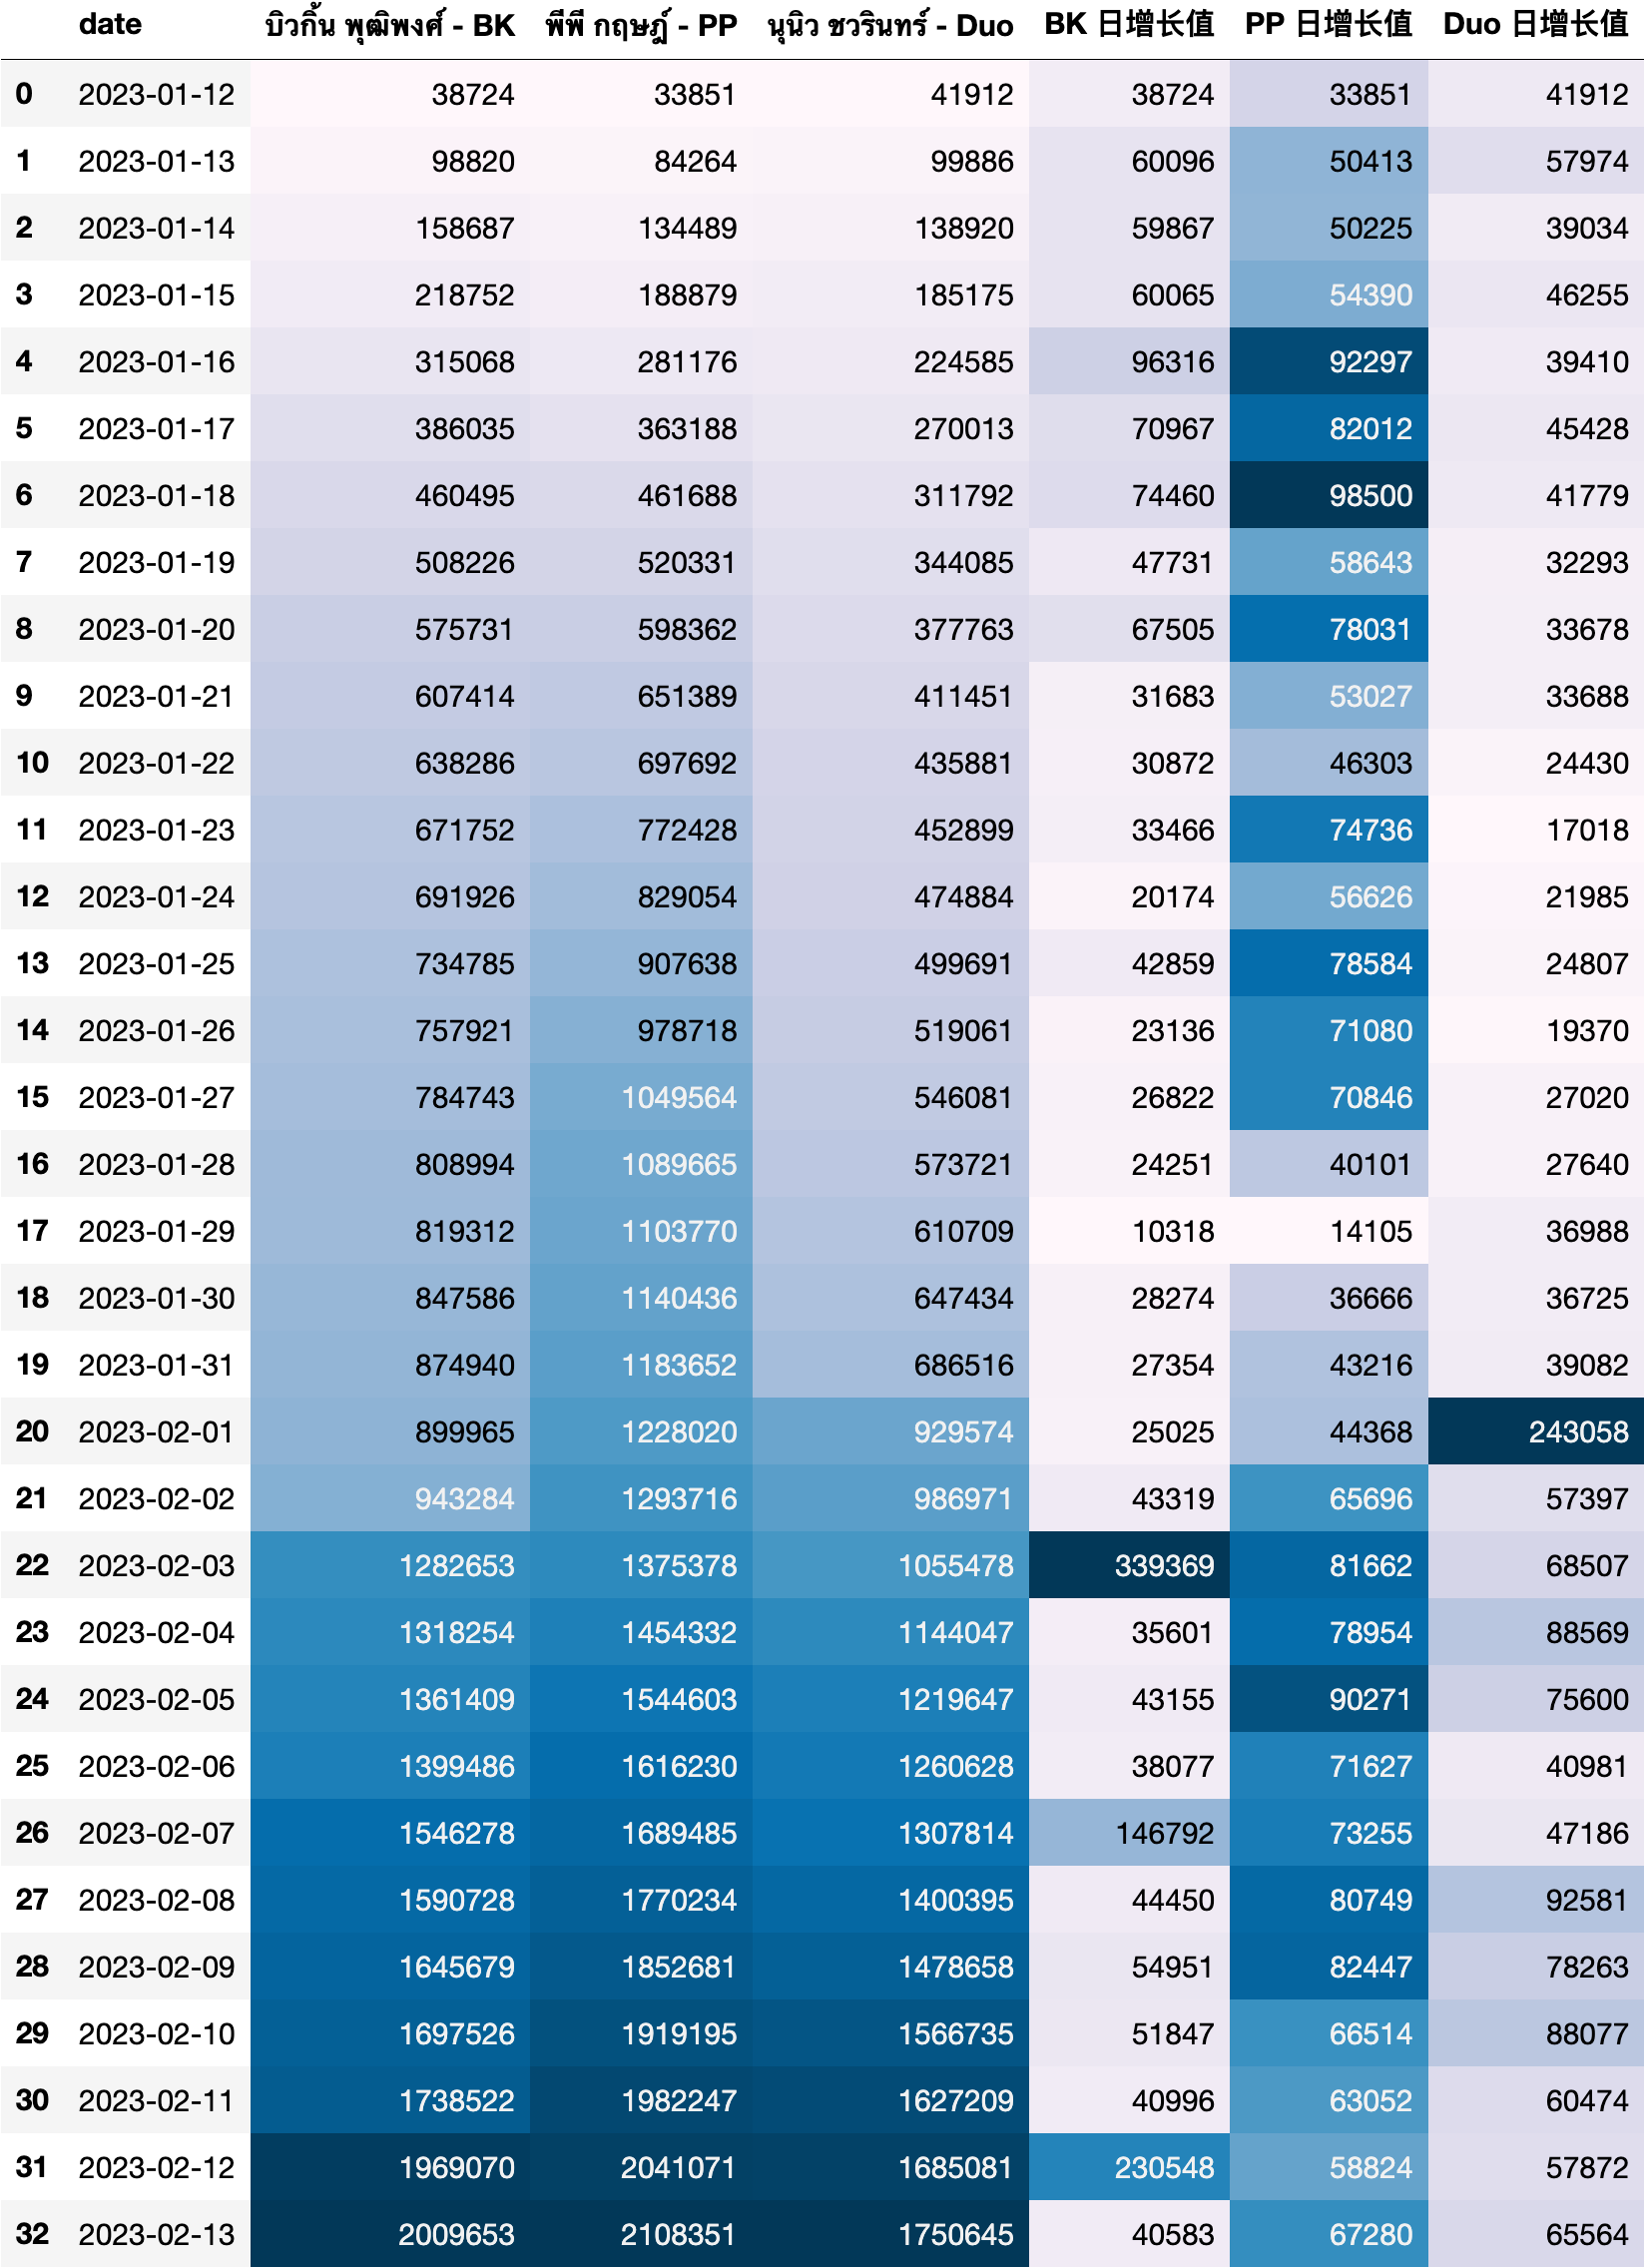 date บิวกิ้น พุฒิพงศ์ - BK พีพี กฤษฎ์ - PP นุนิว ชวรินทร์ - Duo BK 日增长值 PP 日增长值 Duo 日增长值
0 2023-01-12 38724 33851 41912 38724 33851 41912
1 2023-01-13 98820 84264 99886 60096 50413 57974
2 2023-01-14 158687 134489 138920 59867 50225 39034
3 2023-01-15 218752 188879 185175 60065 54390 46255
4 2023-01-16 315068 281176 224585 96316 92297 39410
5 2023-01-17 386035 363188 270013 70967 82012 45428
6 2023-01-18 460495 461688 311792 74460 98500 41779
7 2023-01-19 508226 520331 344085 47731 58643 32293
8 2023-01-20 575731 598362 377763 67505 78031 33678
9 2023-01-21 607414 651389 411451 31683 53027 33688
10 2023-01-22 638286 697692 435881 30872 46303 24430
11 2023-01-23 671752 772428 452899 33466 74736 17018
12 2023-01-24 691926 829054 474884 20174 56626 21985
13 2023-01-25 734785 907638 499691 42859 78584 24807
14 2023-01-26 757921 978718 519061 23136 71080 19370
15 2023-01-27 784743 1049564 546081 26822 70846 27020
16 2023-01-28 808994 1089665 573721 24251 40101 27640
17 2023-01-29 819312 1103770 610709 10318 14105 36988
18 2023-01-30 847586 1140436 647434 28274 36666 36725
19 2023-01-31 874940 1183652 686516 27354 43216 39082
20 2023-02-01 899965 1228020 929574 25025 44368 243058
21 2023-02-02 943284 1293716 986971 43319 65696 57397
22 2023-02-03 1282653 1375378 1055478 339369 81662 68507
23 2023-02-04 1318254 1454332 1144047 35601 78954 88569
24 2023-02-05 1361409 1544603 1219647 43155 90271 75600
25 2023-02-06 1399486 1616230 1260628 38077 71627 40981
26 2023-02-07 1546278 1689485 1307814 146792 73255 47186
27 2023-02-08 1590728 1770234 1400395 44450 80749 92581
28 2023-02-09 1645679 1852681 1478658 54951 82447 78263
29 2023-02-10 1697526 1919195 1566735 51847 66514 88077
30 2023-02-11 1738522 1982247 1627209 40996 63052 60474
31 2023-02-12 1969070 2041071 1685081 230548 58824 57872
32 2023-02-13 2009653 2108351 1750645 40583 67280 65564